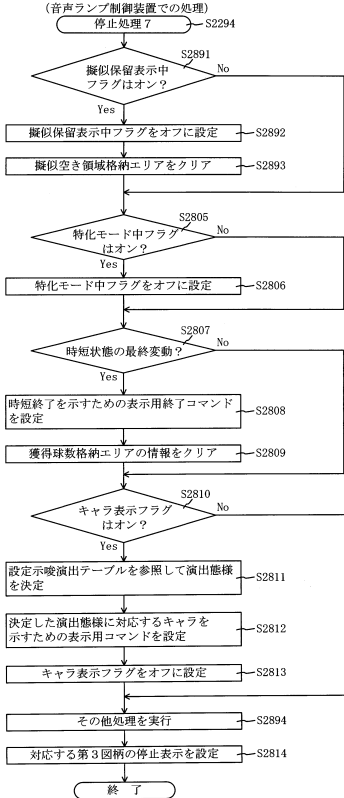 (音声ランプ制御装置での処理)
停止処理7
S2294
S2891
擬似保留表示中
フラグはオン?
No
Yes
擬似保留表示中フラグをオフに設定
S2892
擬似空き領域格納エリアをクリア
S2893
S2805
特化モード中フラグ
はオン?
No
Yes
特化モード中フラグをオフに設定
S2806
S2807
時短状態の最終変動?
No
Yes
時短終了を示すための表示用終了コマンド
を設定
S2808
獲得球数格納エリアの情報をクリア
S2809
S2810
キャラ表示フラグ
はオン?
No
Yes
設定示唆演出テーブルを参照して演出態様
を決定
S2811
決定した演出態様に対応するキャラを
示すための表示用コマンドを設定
S2812
キャラ表示フラグをオフに設定
S2813
その他処理を実行
S2894
対応する第3図柄の停止表示を設定
S2814
終 了